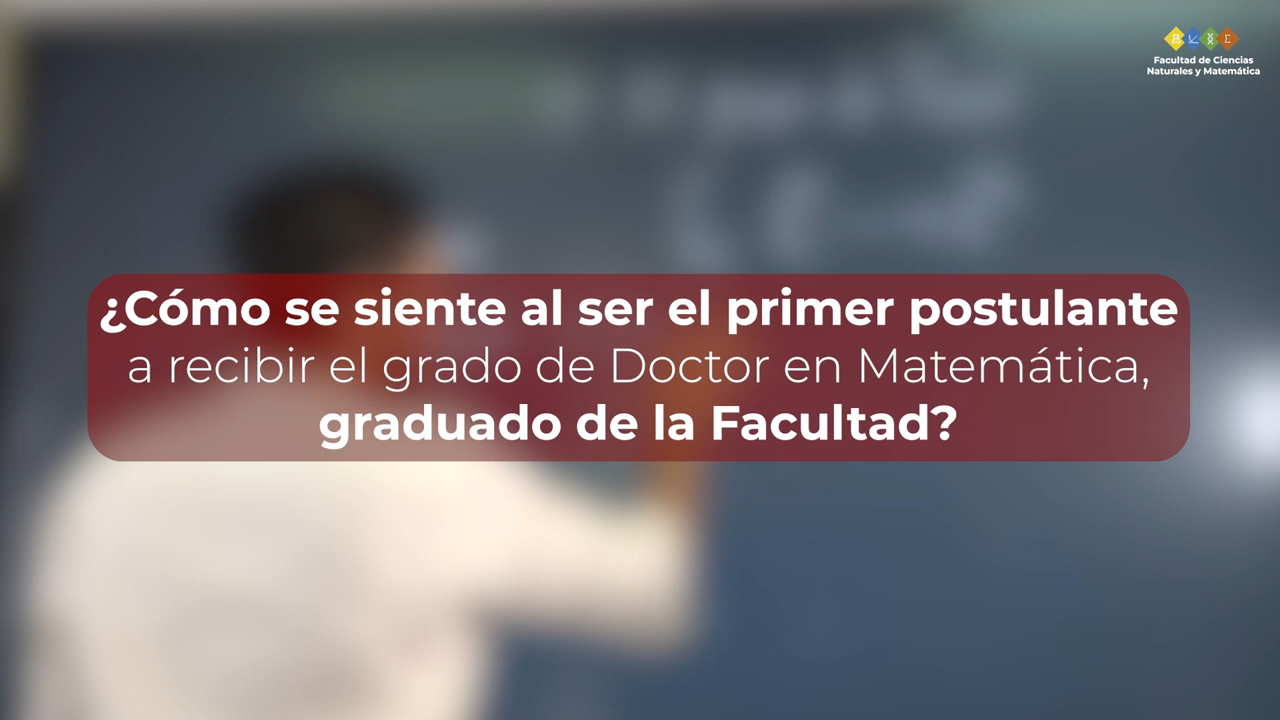 Facultad de Ciencias
Naturales y Matemática
¿Cómo se siente al ser el primer postulante
a recibir el grado de Doctor en Matemática,
graduado de la Facultad?